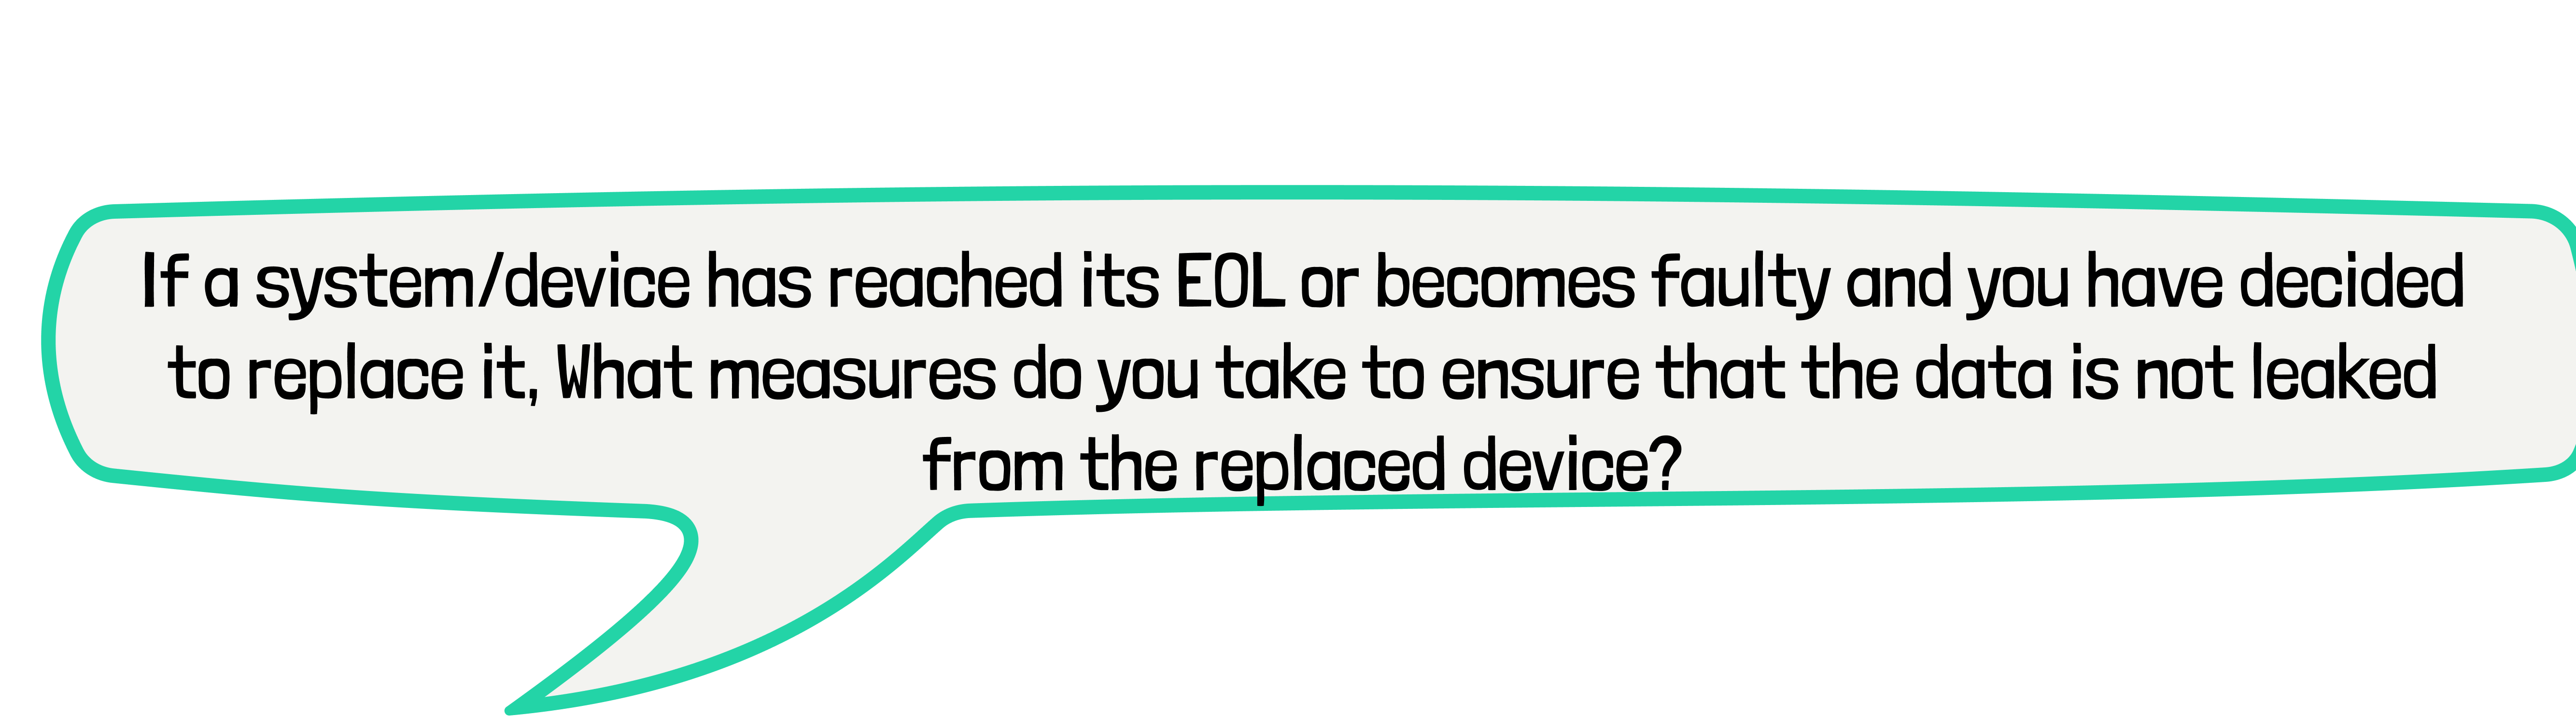 If a system/device has reached its EOL or becomes faulty and you have decided
to replace it, What measures do you take to ensure that the data is not leaked
from the replaced device?